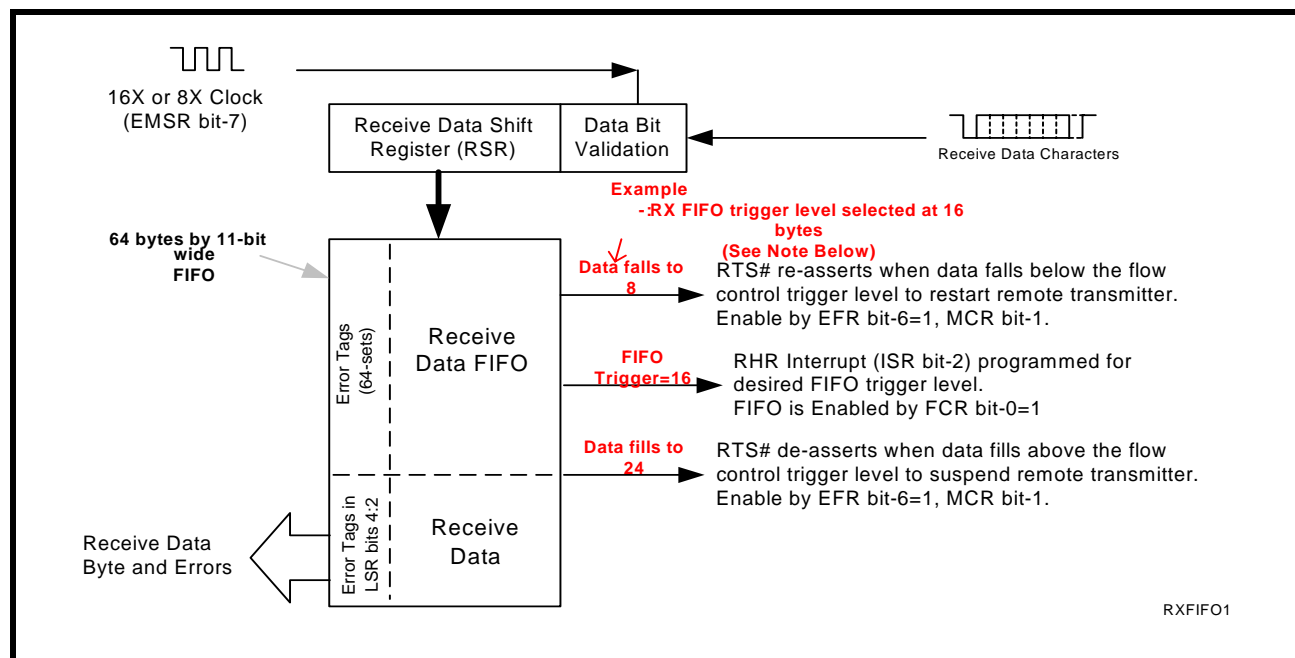 16X or 8X Clock
(EMSR bit-7)
Receive Data Shift
Register (RSR)
Data Bit
Validation
Receive Data Characters
Example
-:RX FIFO trigger level selected at 16
bytes
(See Note Below)
64 bytes by 11-bit
wide
FIFO
Data falls to
8
RTS# re-asserts when data falls below the flow
control trigger level to restart remote transmitter.
Enable by EFR bit-6=1, MCR bit-1.
Error Tags
(64-sets)
Receive
Data FIFO
FIFO
Trigger=16
RHR Interrupt (ISR bit-2) programmed for
desired FIFO trigger level.
FIFO is Enabled by FCR bit-0=1
Data fills to
24
RTS# de-asserts when data fills above the flow
control trigger level to suspend remote transmitter.
Enable by EFR bit-6=1, MCR bit-1.
Error Tags in
LSR bits 4:2
Receive
Data
Receive Data
Byte and Errors
RXFIFO1